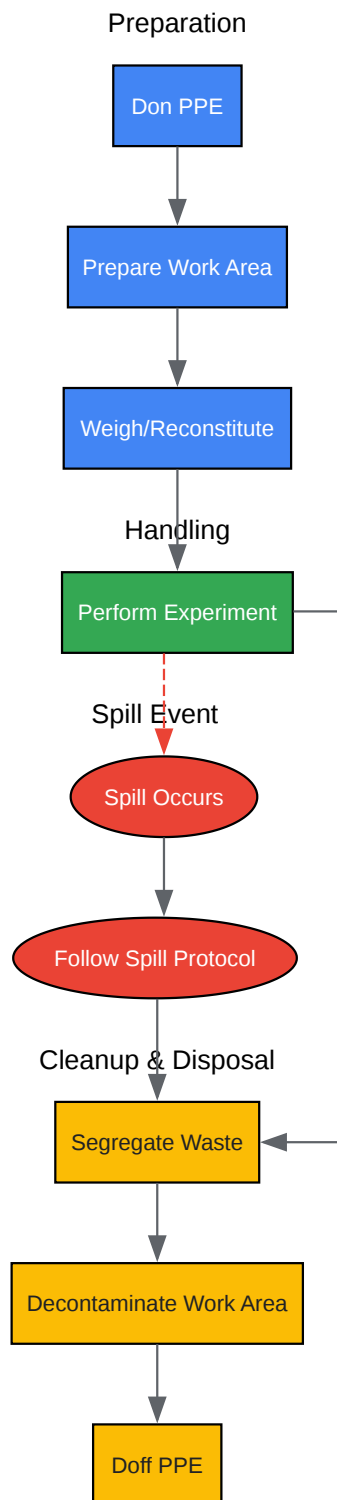 Preparation
Don PPE
Prepare Work Area
Weigh/Reconstitute
Handling
Perform Experiment
Spill Event
Spill Occurs
Follow Spill Protocol
Cleanup & Disposal
Segregate Waste
Decontaminate Work Area
Doff PPE